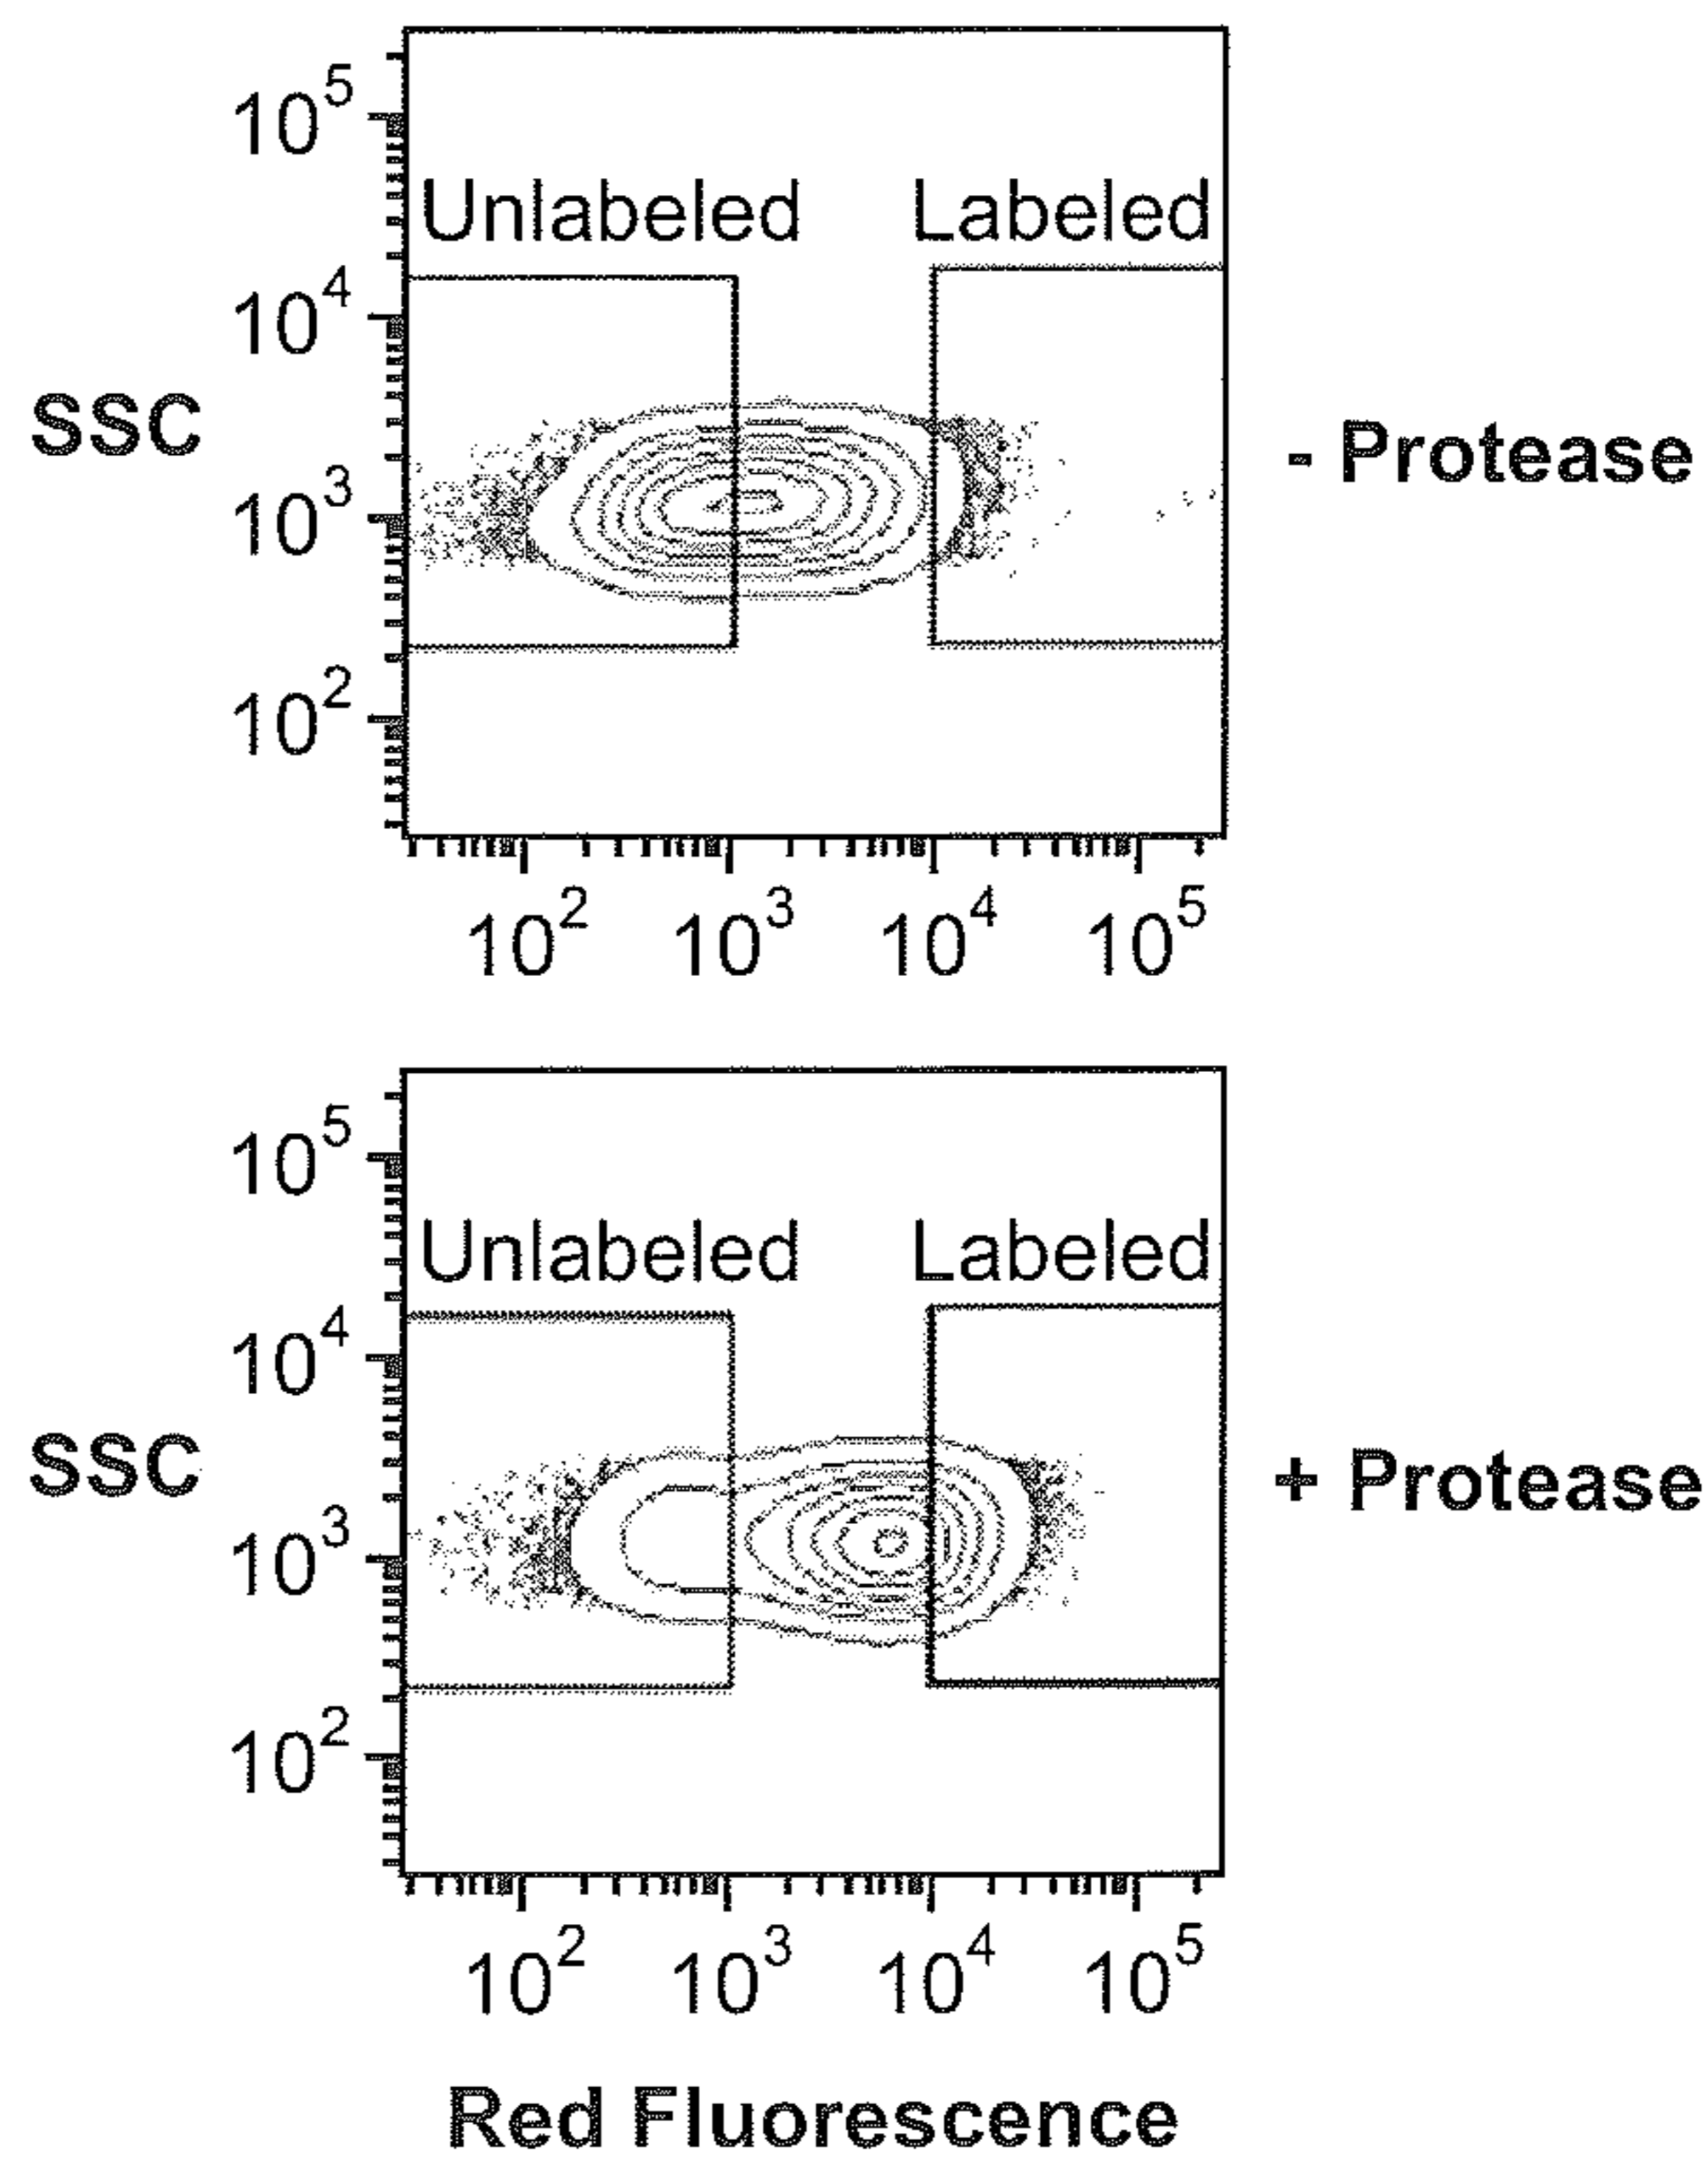 10^5
Unlabeled Labeled
10^4
SSC
- Protease
10^3
10^2
10^2 10^3 10^4 10^5
10^5
Unlabeled Labeled
10^4
SSC
+ Protease
10^3
10^2
10^2 10^3 10^4 10^5
Red Fluorescence